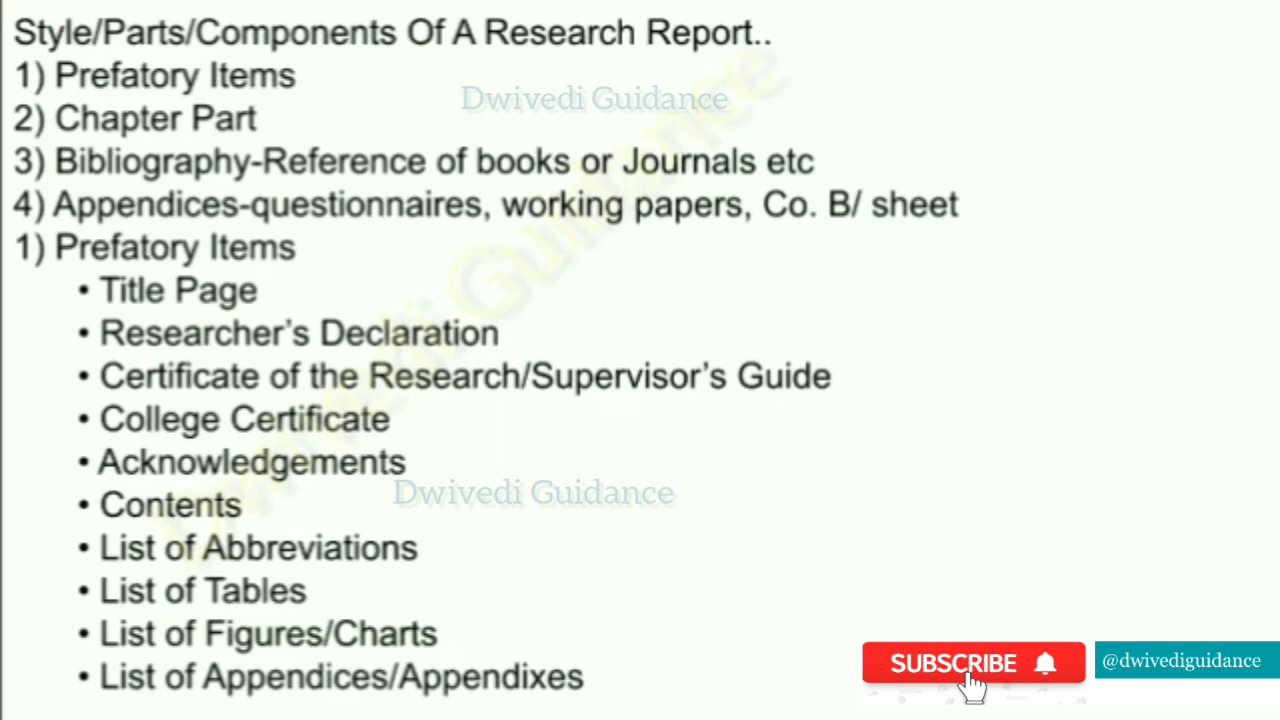 Style/Parts/Components Of A Research Report..
1) Prefatory Items
Dwivedi Guidance
2) Chapter Part
3) Bibliography-Reference of books or Journals etc
4) Appendices-questionnaires, working papers, Co. B/ sheet
1) Prefatory Items
• Title Page
• Researcher’s Declaration
• Certificate of the Research/Supervisor’s Guide
• College Certificate
• Acknowledgements
Dwivedi Guidance
• Contents
• List of Abbreviations
• List of Tables
• List of Figures/Charts
• List of Appendices/Appendixes
Dwivedi Guidance
SUBSCRIBE
@dwivediguidance